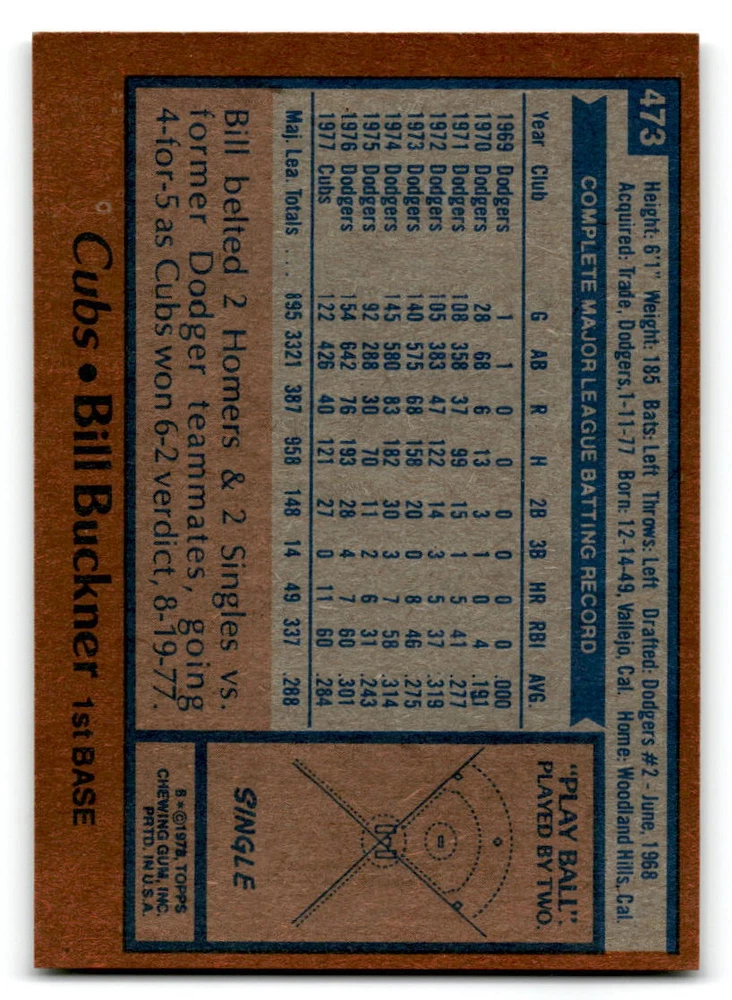 473
Height: 6'1" Weight: 185 Bats: Left Throws: Left Drafted: Dodgers #2 - June, 1968
Acquired: Trade, Dodgers, 1-11-77 Born: 12-14-49, Vallejo, Cal. Home: Woodland Hills, Cal.
COMPLETE MAJOR LEAGUE BATTING RECORD
Year Club G AB R H 2B 3B HR RBI AVG.
1969 Dodgers 1 1 0 0 0 0 0 0 .000
1970 Dodgers 28 68 6 13 3 1 0 4 .191
1971 Dodgers 108 358 37 99 15 1 5 41 .277
1972 Dodgers 105 383 47 122 14 3 5 37 .319
1973 Dodgers 140 575 68 158 20 0 8 46 .275
1974 Dodgers 145 580 83 182 30 3 7 58 .314
1975 Dodgers 92 288 30 70 11 2 6 31 .243
1976 Dodgers 154 642 76 193 28 4 7 60 .301
1977 Cubs 122 426 40 121 27 0 11 60 .284
Maj. Lea. Totals .... 895 3321 387 958 148 14 49 337 .288
Bill belted 2 Homers & 2 Singles vs.
former Dodger teammates, going
4-for-5 as Cubs won 6-2 verdict, 8-19-77.
"PLAY BALL"
PLAYED BY TWO.
SINGLE
B * ©1978, TOPPS
CHEWING GUM, INC.
PRTD. IN U.S.A.
Cubs • Bill Buckner 1st BASE